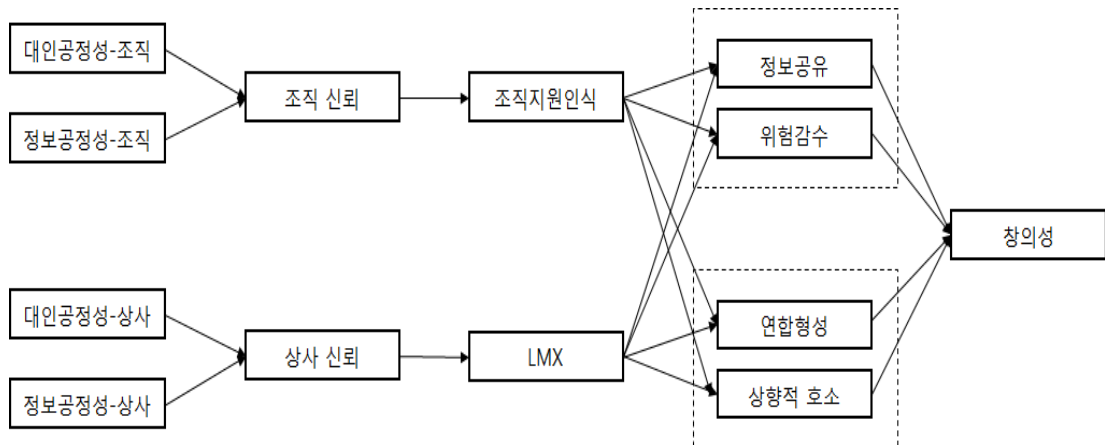 대인공정성-조직
정보공정성-조직
조직 신뢰
조직지원인식
정보공유
위험감수
창의성
대인공정성-상사
정보공정성-상사
상사 신뢰
LMX
연합형성
상향적 호소